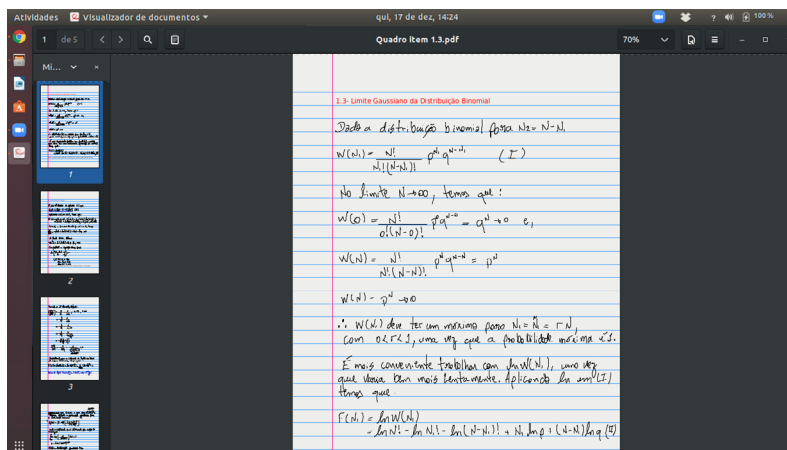 Atividades Visualizador de documentos qui, 17 de dez, 14:24 ? 100 %
1 de 5 Quadro item 1.3.pdf 70%
Mi...
1
2
3
1.3- Limite Gaussiano da Distribuição Binomial
Dado a distribuição binomial para N₂ = N-N₁
W(N₁) = N! / N₁!(N-N₁)! p^N₁ q^N-N₁ (I)
No limite N→∞, temos que:
W(0) = N! / 0!(N-0)! p⁰ q^N-0 = q^N → 0 e,
W(N) = N! / N!(N-N)! p^N q^N-N = p^N
W(N) = p^N → 0
∴ W(N₁) deve ter um máximo para N₁ = Ñ₁ = r N,
com 0<r<1, uma vez que a probabilidade máxima é 1.
É mais conveniente trabalhar com ln W(N₁), uma vez
que varia bem mais lentamente. Aplicando ln em (I)
temos que
F(N₁) = ln W(N₁)
= ln N! - ln N₁! - ln(N-N₁)! + N₁ ln p + (N-N₁) ln q (II)